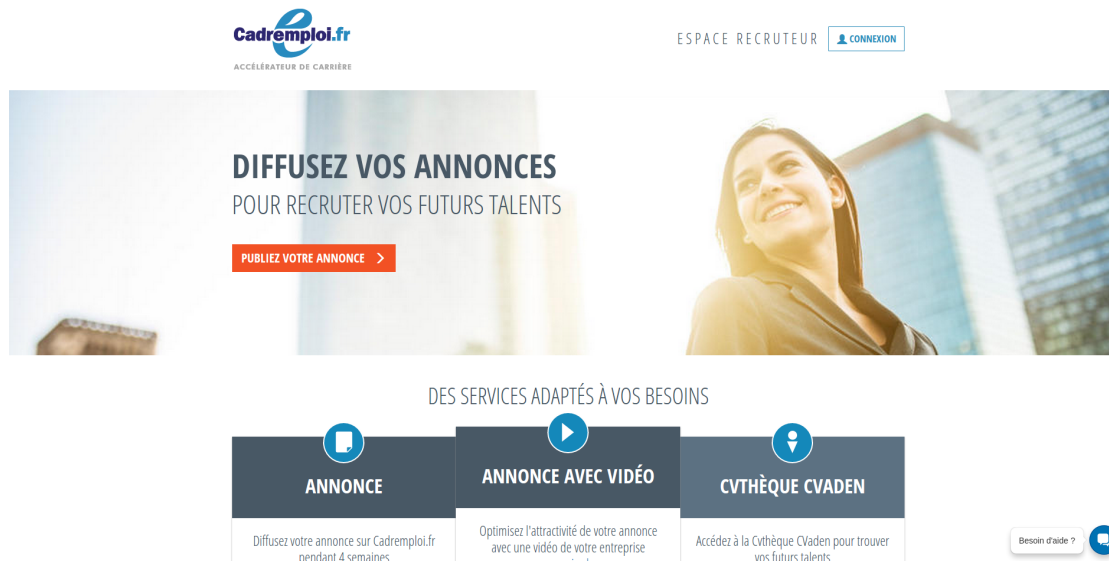 Cadremploi.fr
ACCÉLÉRATEUR DE CARRIÈRE
ESPACE RECRUTEUR
CONNEXION
DIFFUSEZ VOS ANNONCES
POUR RECRUTER VOS FUTURS TALENTS
PUBLIEZ VOTRE ANNONCE
DES SERVICES ADAPTÉS À VOS BESOINS
ANNONCE
ANNONCE AVEC VIDÉO
CVTHÈQUE CVADEN
Diffusez votre annonce sur Cadremploi.fr
pendant 4 semaines
Optimisez l'attractivité de votre annonce
avec une vidéo de votre entreprise
Accédez à la Cvthèque CVaden pour trouver
vos futurs talents
Besoin d'aide ?